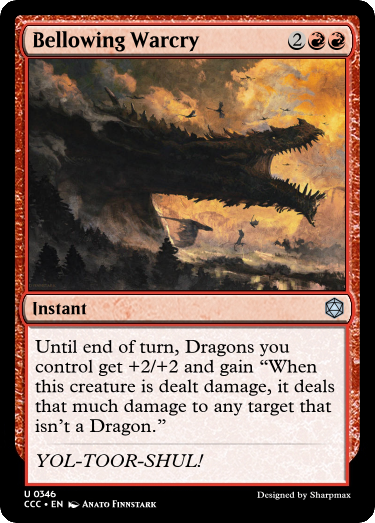 Bellowing Warcry 2
Instant
Until end of turn, Dragons you
control get +2/+2 and gain “When
this creature is dealt damage, it deals
that much damage to any target that
isn’t a Dragon.”
YOL-TOOR-SHUL!
U 0346
CCC • EN Anato Finnstark
Designed by Sharpmax